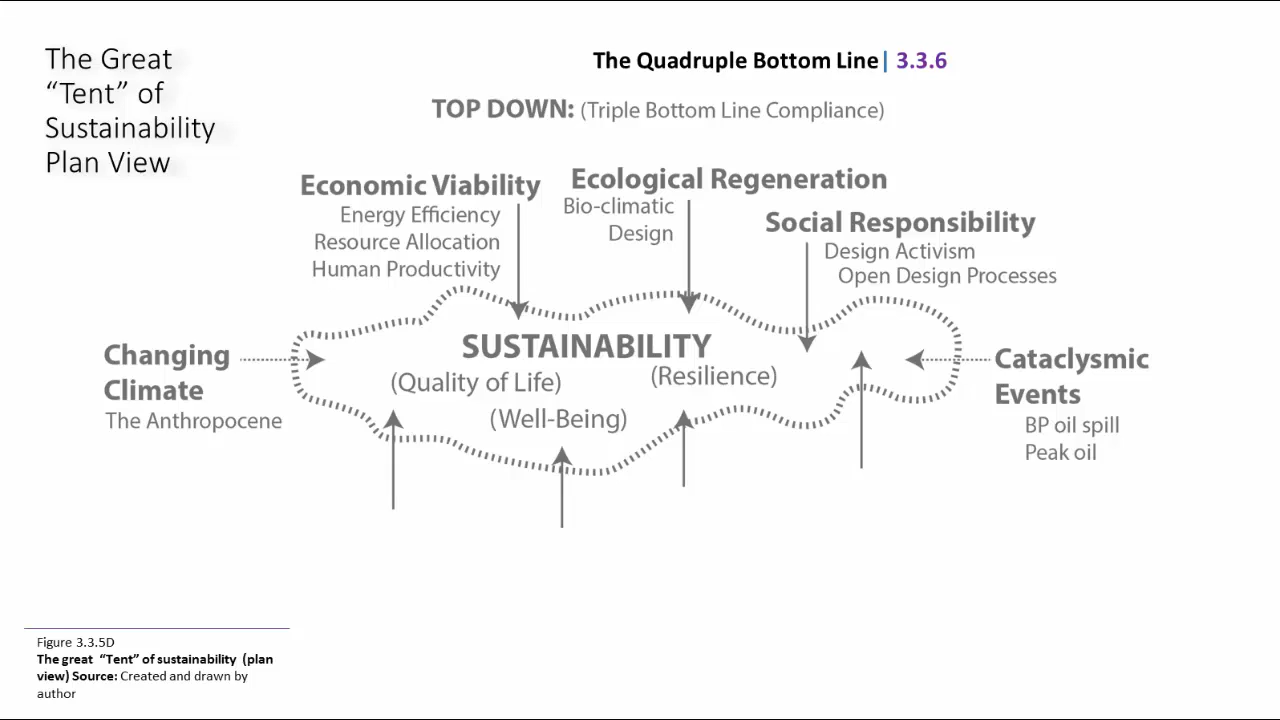 The Great
“Tent” of
Sustainability
Plan View
The Quadruple Bottom Line| 3.3.6
TOP DOWN: (Triple Bottom Line Compliance)
Economic Viability
Energy Efficiency
Resource Allocation
Human Productivity
Ecological Regeneration
Bio-climatic
Design
Social Responsibility
Design Activism
Open Design Processes
Changing
Climate
The Anthropocene
SUSTAINABILITY
(Quality of Life)
(Resilience)
(Well-Being)
Cataclysmic
Events
BP oil spill
Peak oil
Figure 3.3.5D
The great “Tent” of sustainability (plan
view) Source: Created and drawn by
author